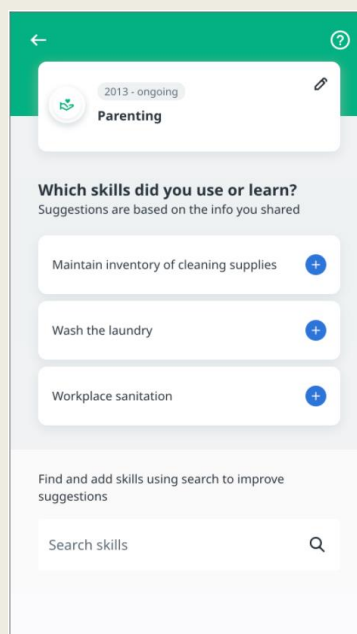 2013 - ongoing
Parenting
Which skills did you use or learn?
Suggestions are based on the info you shared
Maintain inventory of cleaning supplies
Wash the laundry
Workplace sanitation
Find and add skills using search to improve
suggestions
Search skills